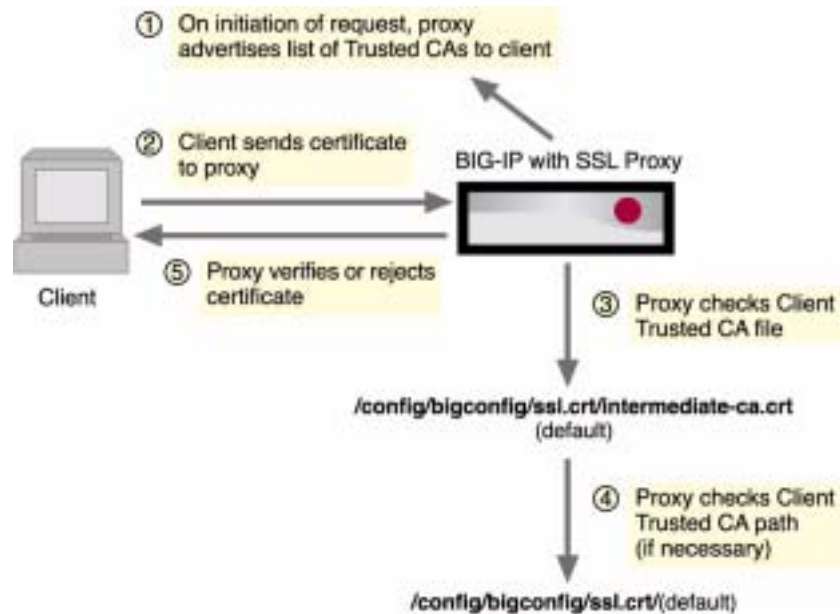 ① On initiation of request, proxy
advertises list of Trusted CAs to client
② Client sends certificate
to proxy
BIG-IP with SSL Proxy
Client
⑤ Proxy verifies or rejects
certificate
③ Proxy checks Client
Trusted CA file
/config/bigconfig/ssl.crt/intermediate-ca.crt
(default)
④ Proxy checks Client
Trusted CA path
(if necessary)
/config/bigconfig/ssl.crt/(default)